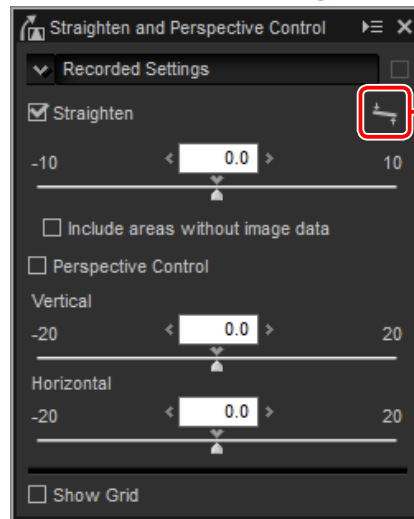 Straighten and Perspective Control
Recorded Settings
Straighten
-10 0.0 10
Include areas without image data
Perspective Control
Vertical
-20 0.0 20
Horizontal
-20 0.0 20
Show Grid